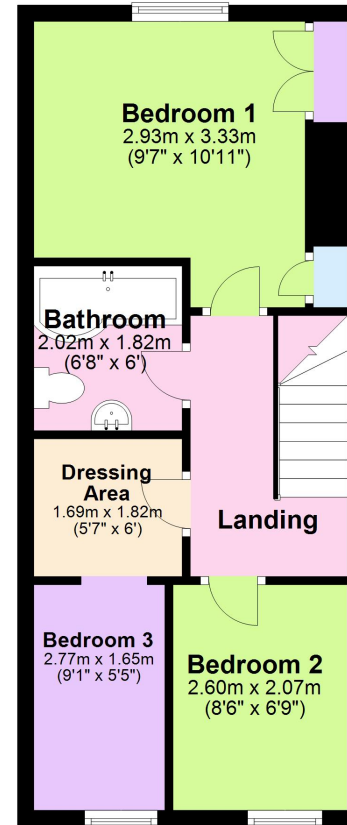 Bedroom 1
2.93m x 3.33m
(9'7" x 10'11")
Bathroom
2.02m x 1.82m
(6'8" x 6')
Dressing
Area
1.69m x 1.82m
(5'7" x 6')
Landing
Bedroom 3
2.77m x 1.65m
(9'1" x 5'5")
Bedroom 2
2.60m x 2.07m
(8'6" x 6'9")